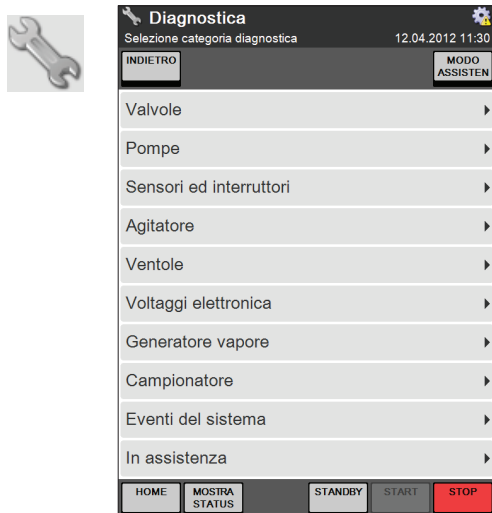 Diagnostica
Selezione categoria diagnostica 12.04.2012 11:30
INDIETRO
MODO
ASSISTEN
Valvole
Pompe
Sensori ed interruttori
Agitatore
Ventole
Voltaggi elettronica
Generatore vapore
Campionatore
Eventi del sistema
In assistenza
HOME
MOSTRA
STATUS
STANDBY
START
STOP